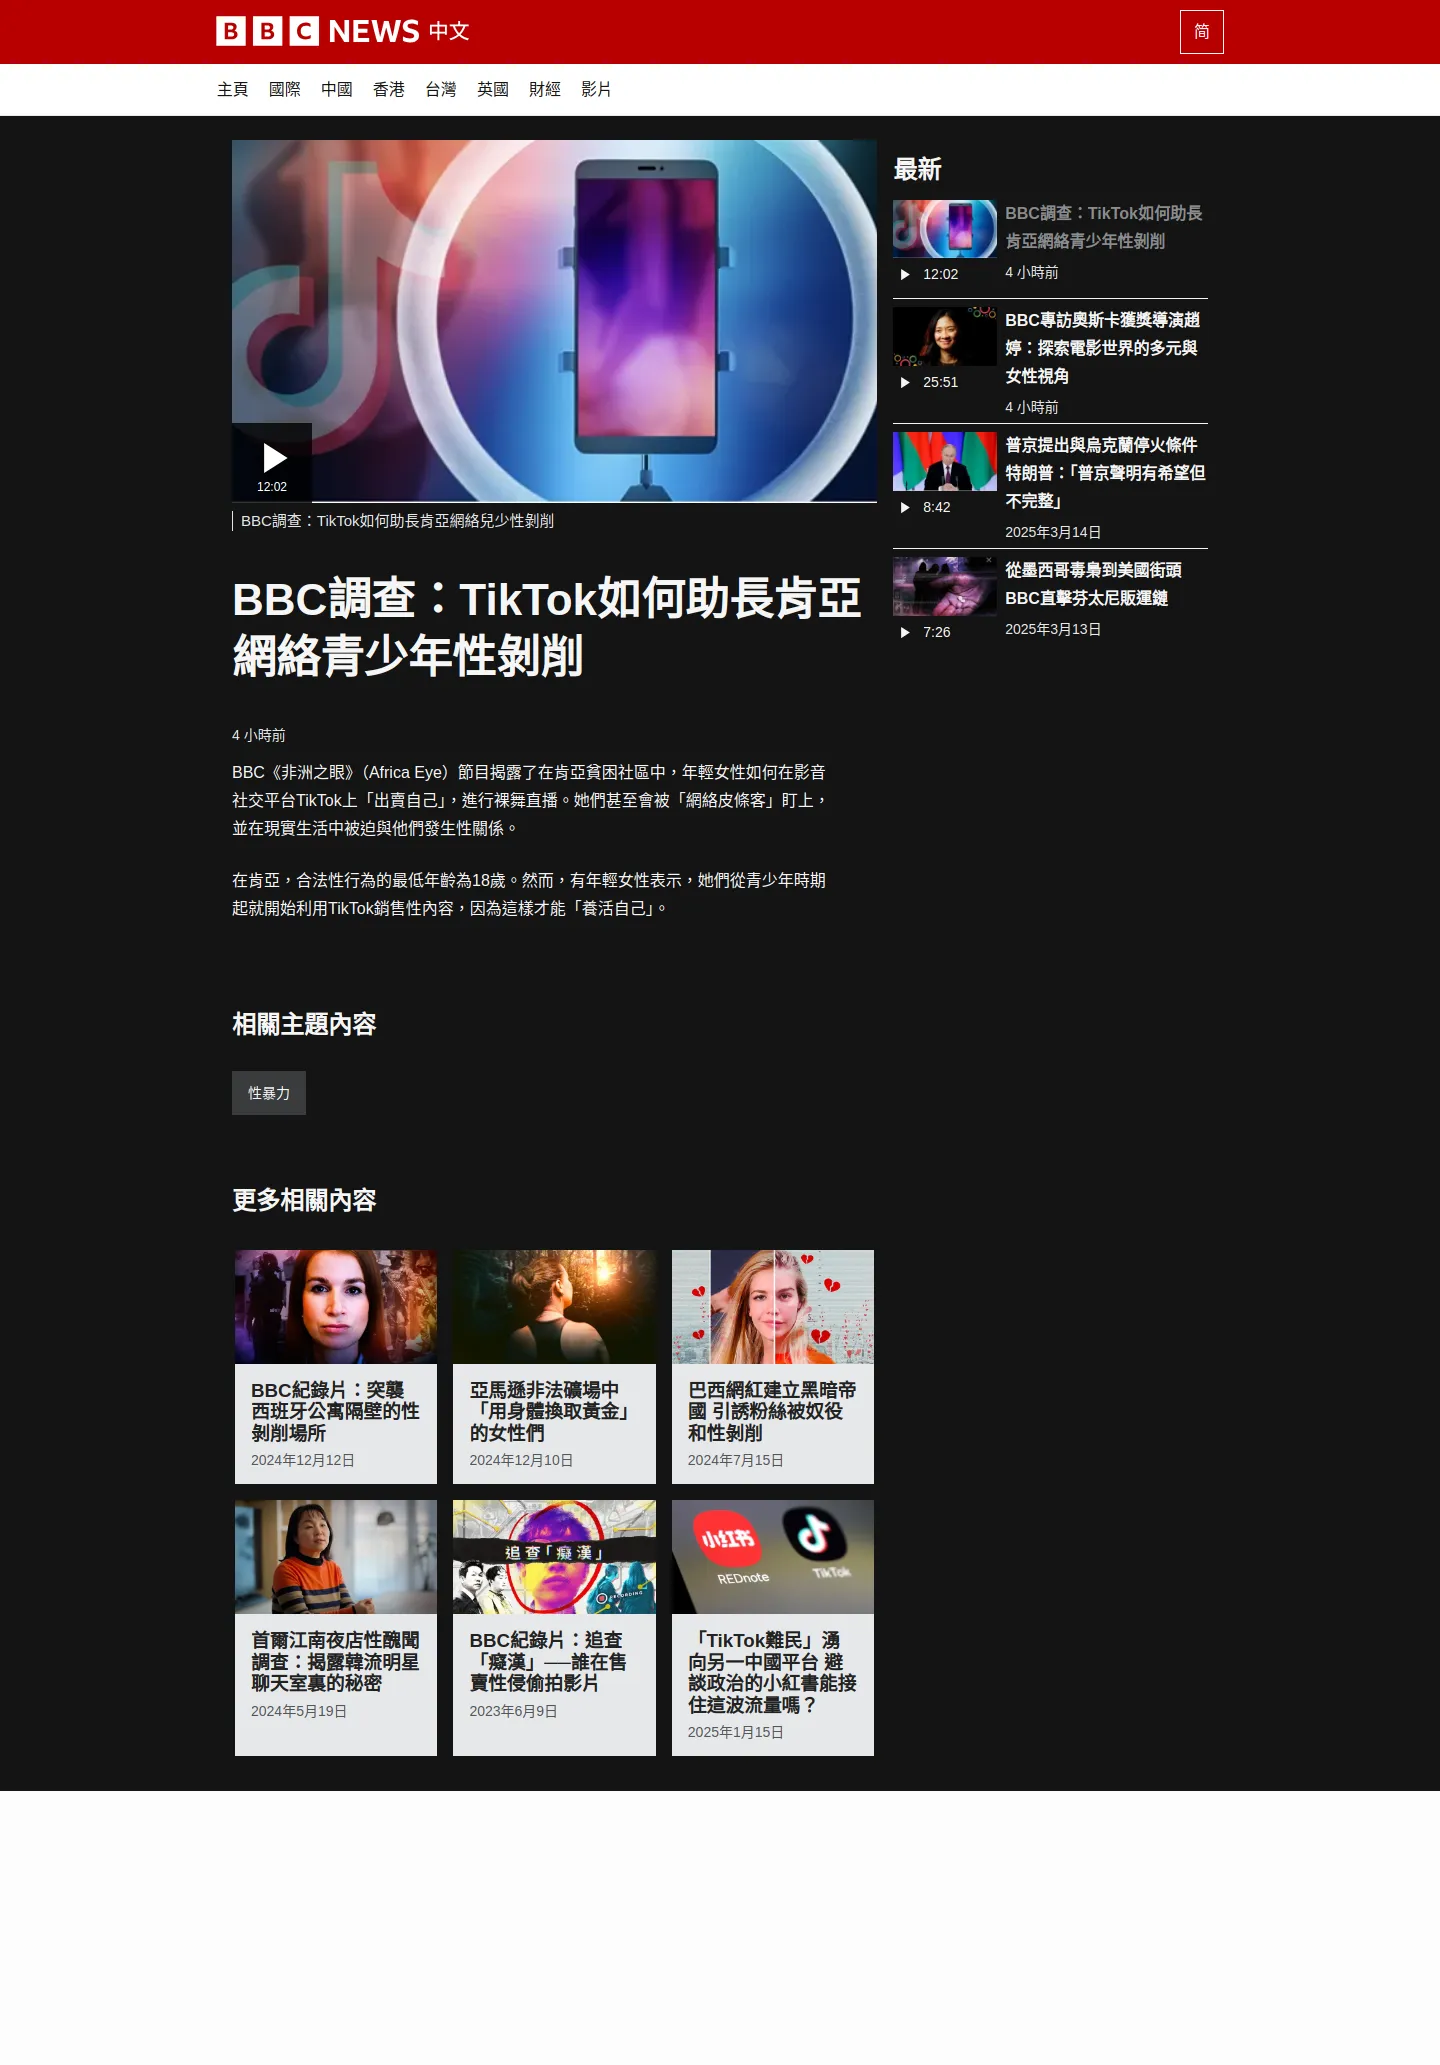 BBC NEWS 中文
简
主頁 國際 中國 香港 台灣 英國 財經 影片
12:02
BBC調查：TikTok如何助長肯亞網絡兒少性剝削
BBC調查：TikTok如何助長肯亞
網絡青少年性剝削
4 小時前
BBC《非洲之眼》（Africa Eye）節目揭露了在肯亞貧困社區中，年輕女性如何在影音
社交平台TikTok上「出賣自己」，進行裸舞直播。她們甚至會被「網絡皮條客」盯上，
並在現實生活中被迫與他們發生性關係。
在肯亞，合法性行為的最低年齡為18歲。然而，有年輕女性表示，她們從青少年時期
起就開始利用TikTok銷售性內容，因為這樣才能「養活自己」。
最新
BBC調查：TikTok如何助長
肯亞網絡青少年性剝削
12:02
4 小時前
BBC專訪奧斯卡獲獎導演趙
婷：探索電影世界的多元與
女性視角
25:51
4 小時前
普京提出與烏克蘭停火條件
特朗普：「普京聲明有希望但
不完整」
8:42
2025年3月14日
從墨西哥毒梟到美國街頭
BBC直擊芬太尼販運鏈
7:26
2025年3月13日
相關主題內容
性暴力
更多相關內容
BBC紀錄片：突襲
西班牙公寓隔壁的性
剝削場所
2024年12月12日
亞馬遜非法礦場中
「用身體換取黃金」
的女性們
2024年12月10日
巴西網紅建立黑暗帝
國 引誘粉絲被奴役
和性剝削
2024年7月15日
首爾江南夜店性醜聞
調查：揭露韓流明星
聊天室裏的秘密
2024年5月19日
追查「癡漢」
RECORDING
BBC紀錄片：追查
「癡漢」──誰在售
賣性侵偷拍影片
2023年6月9日
小红书
REDnote
TikTok
「TikTok難民」湧
向另一中國平台 避
談政治的小紅書能接
住這波流量嗎？
2025年1月15日